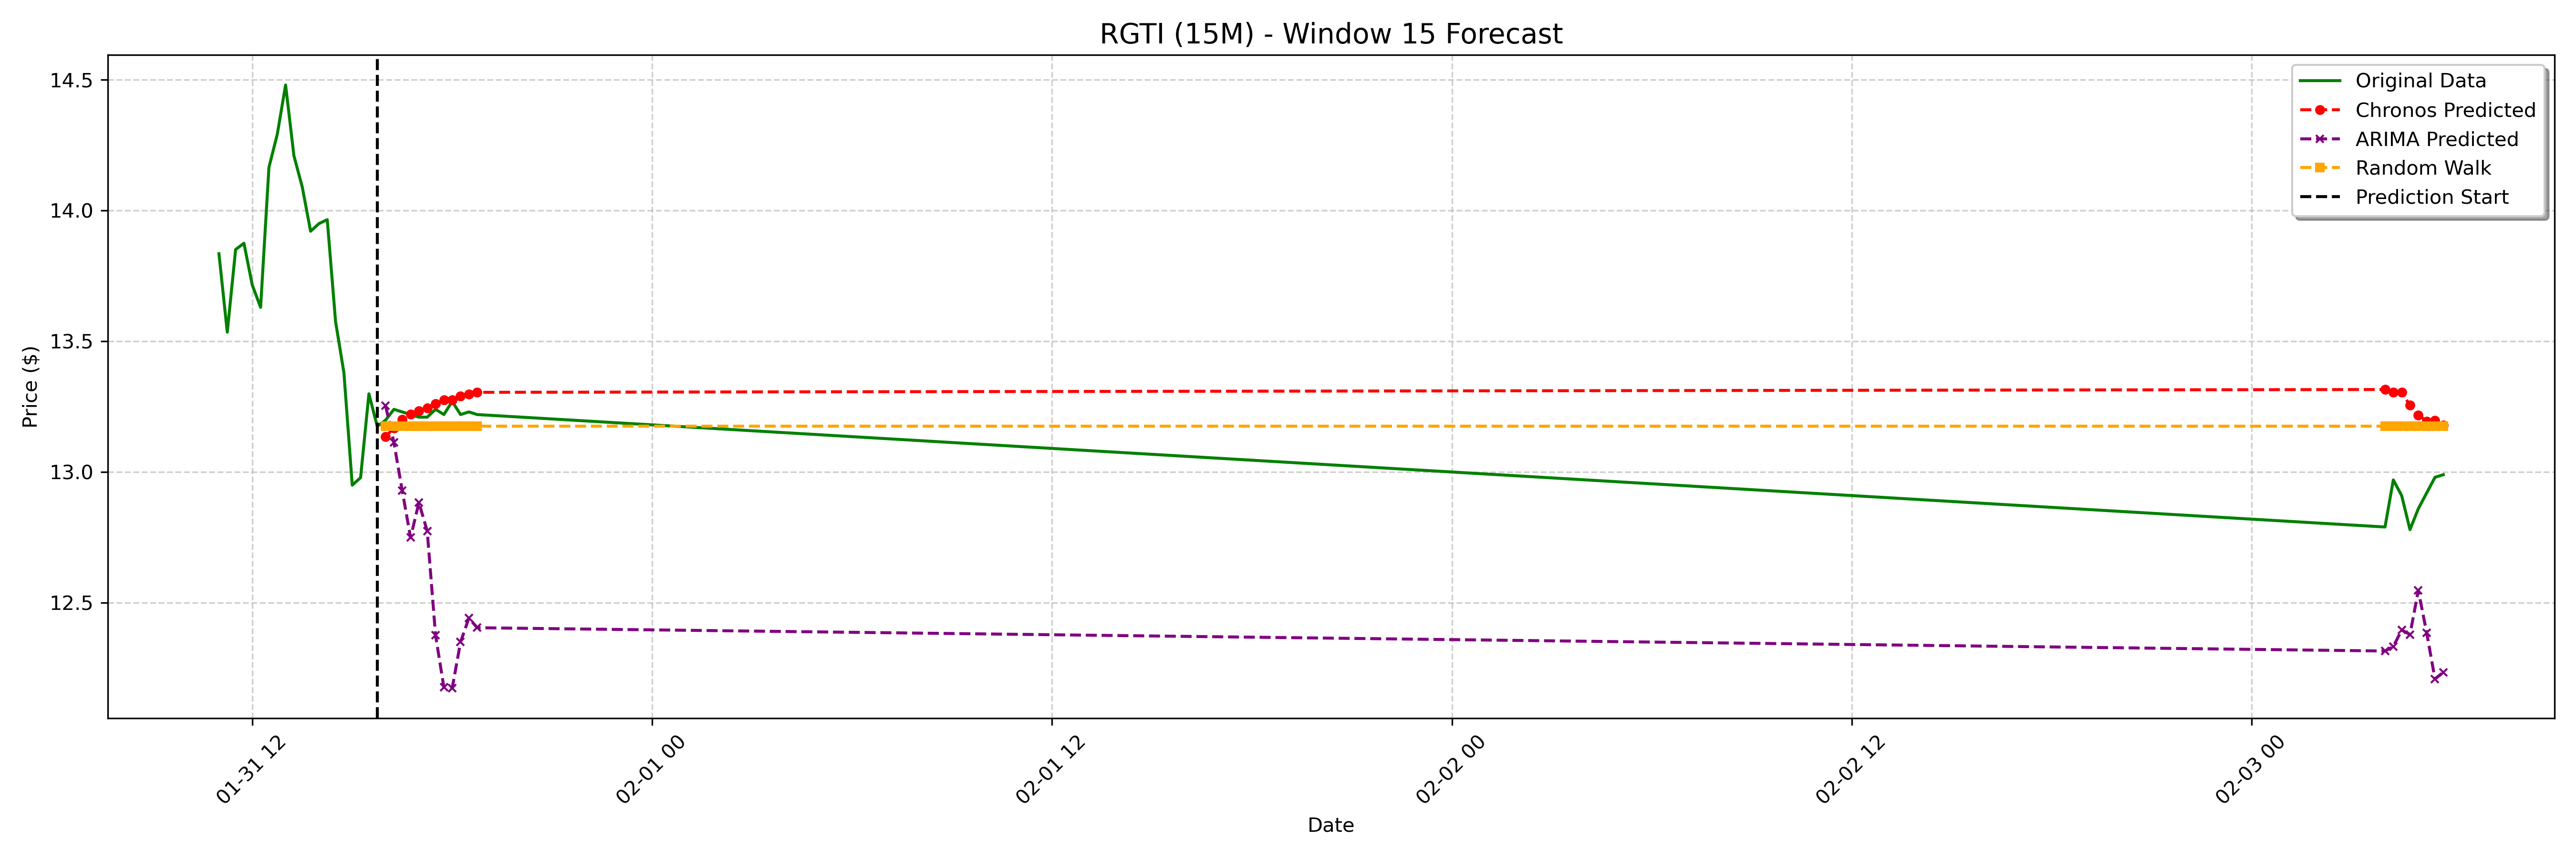 RGTI (15M) - Window 15 Forecast
Original Data
Chronos Predicted
ARIMA Predicted
Random Walk
Prediction Start
Price ($)
14.5
14.0
13.5
13.0
12.5
01-31 12
02-01 00
02-01 12
02-02 00
02-02 12
02-03 00
Date